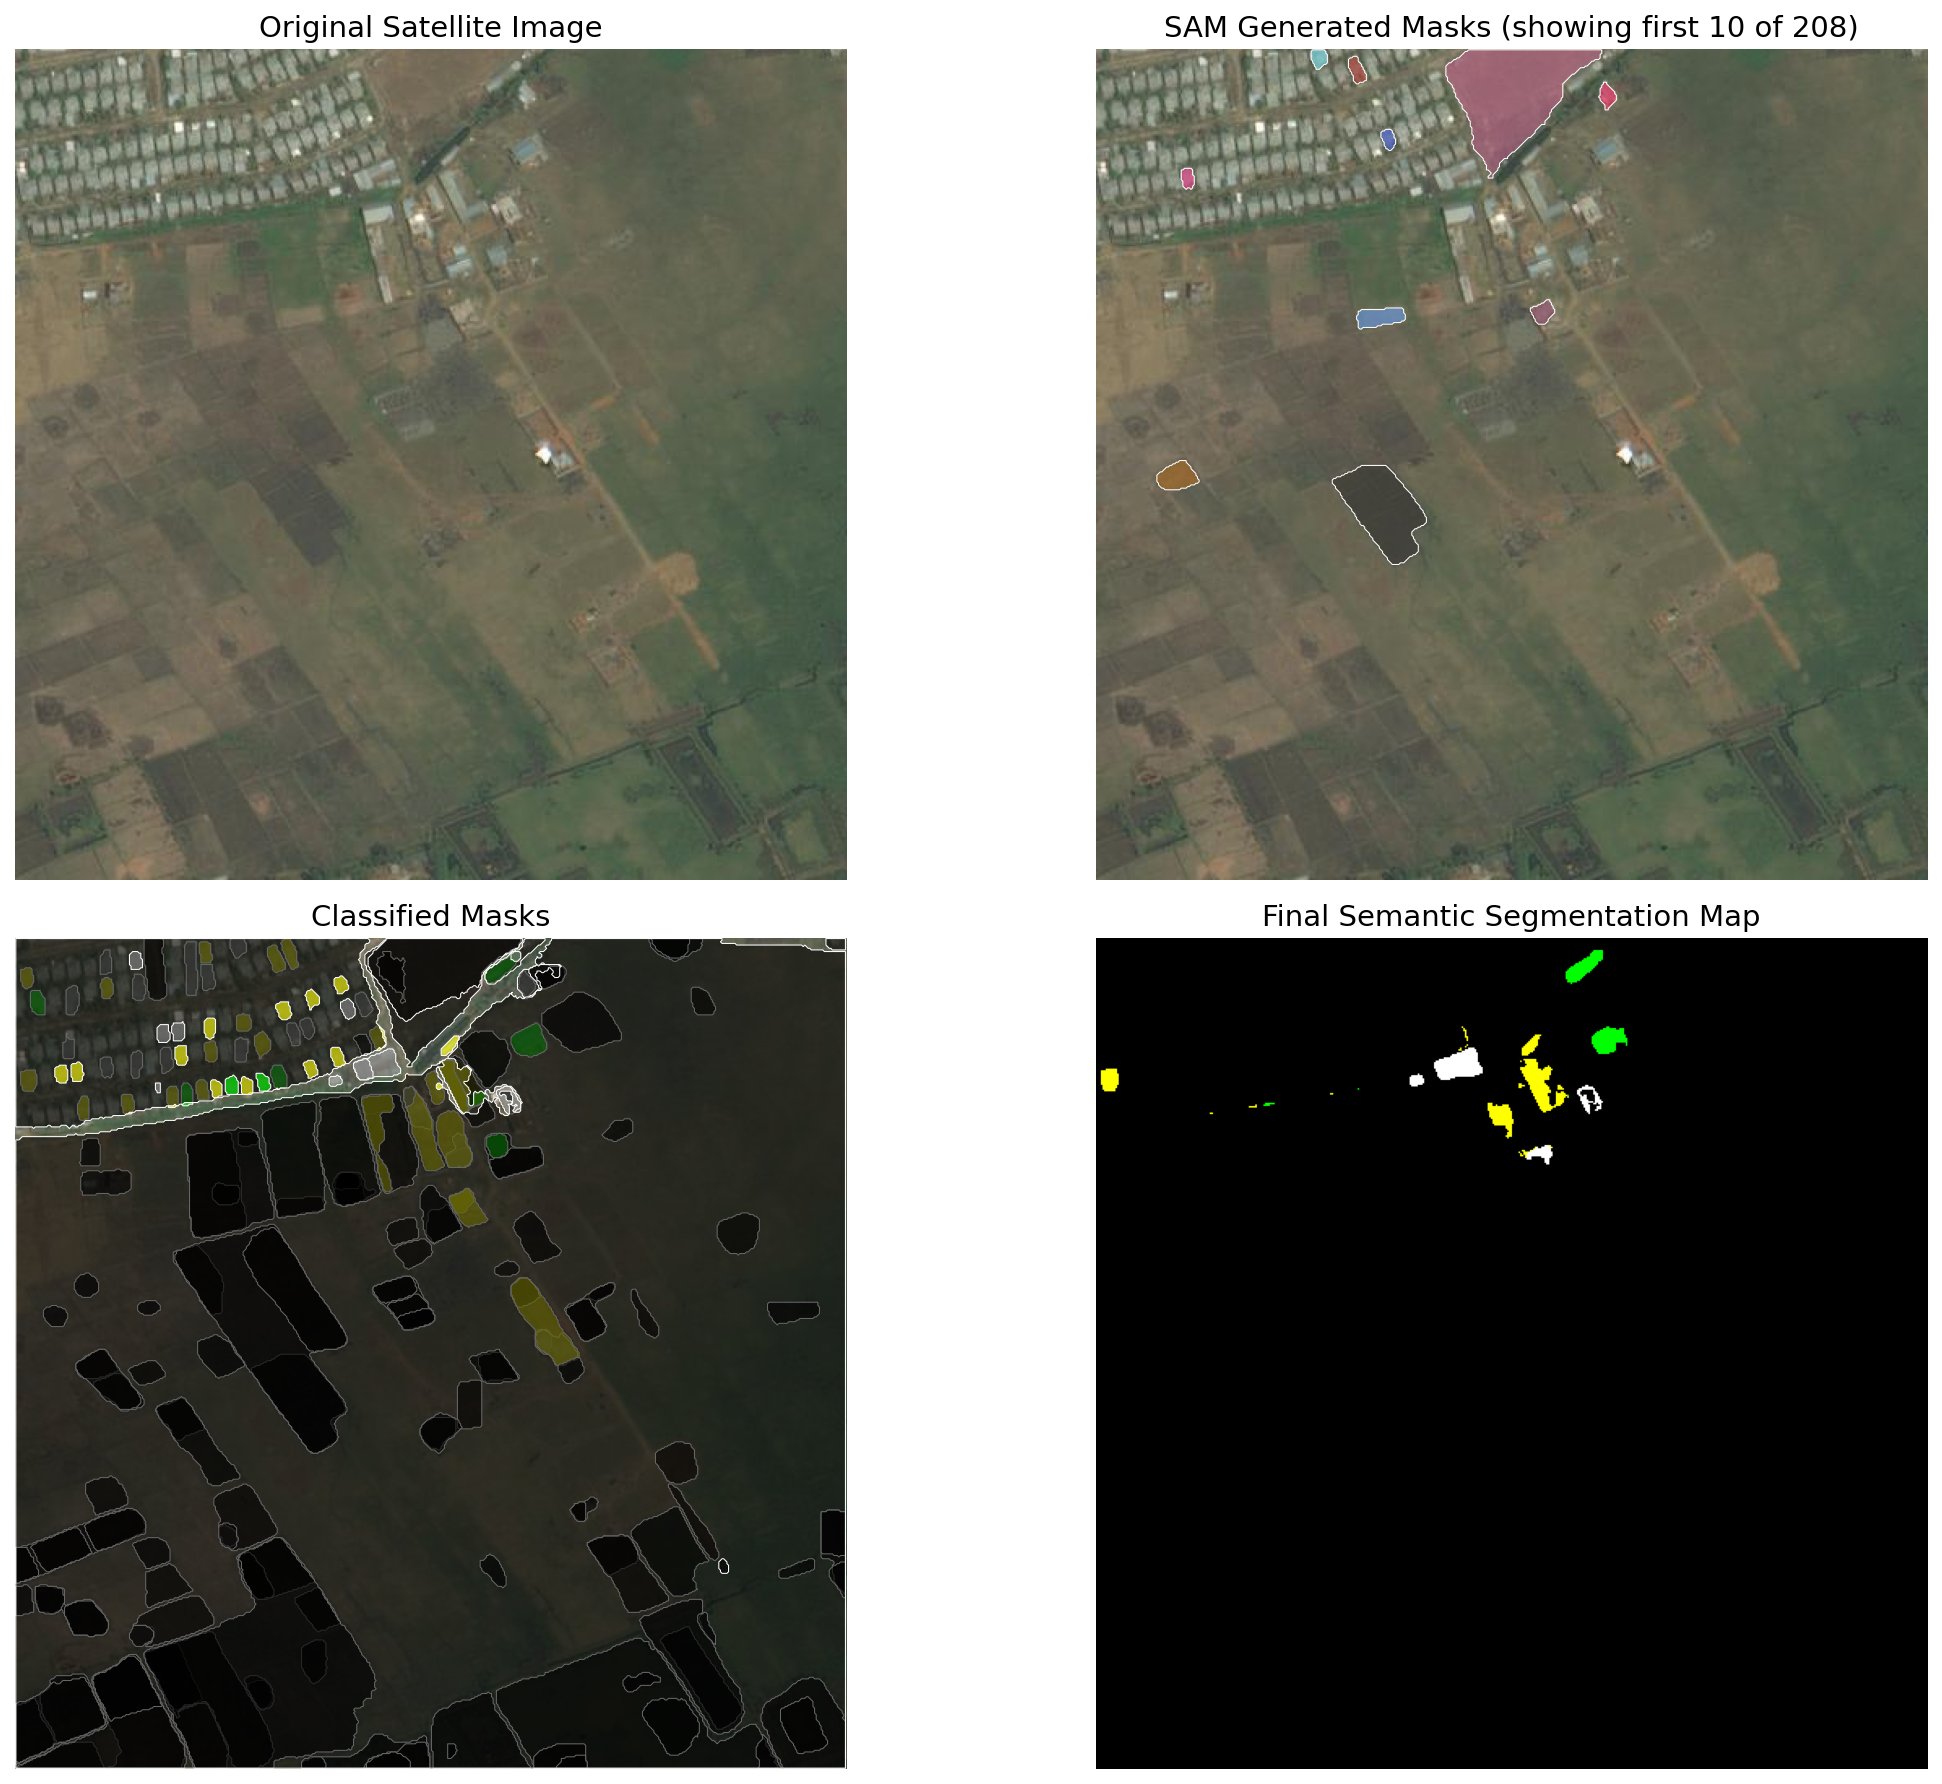 Original Satellite Image
SAM Generated Masks (showing first 10 of 208)
Classified Masks
Final Semantic Segmentation Map